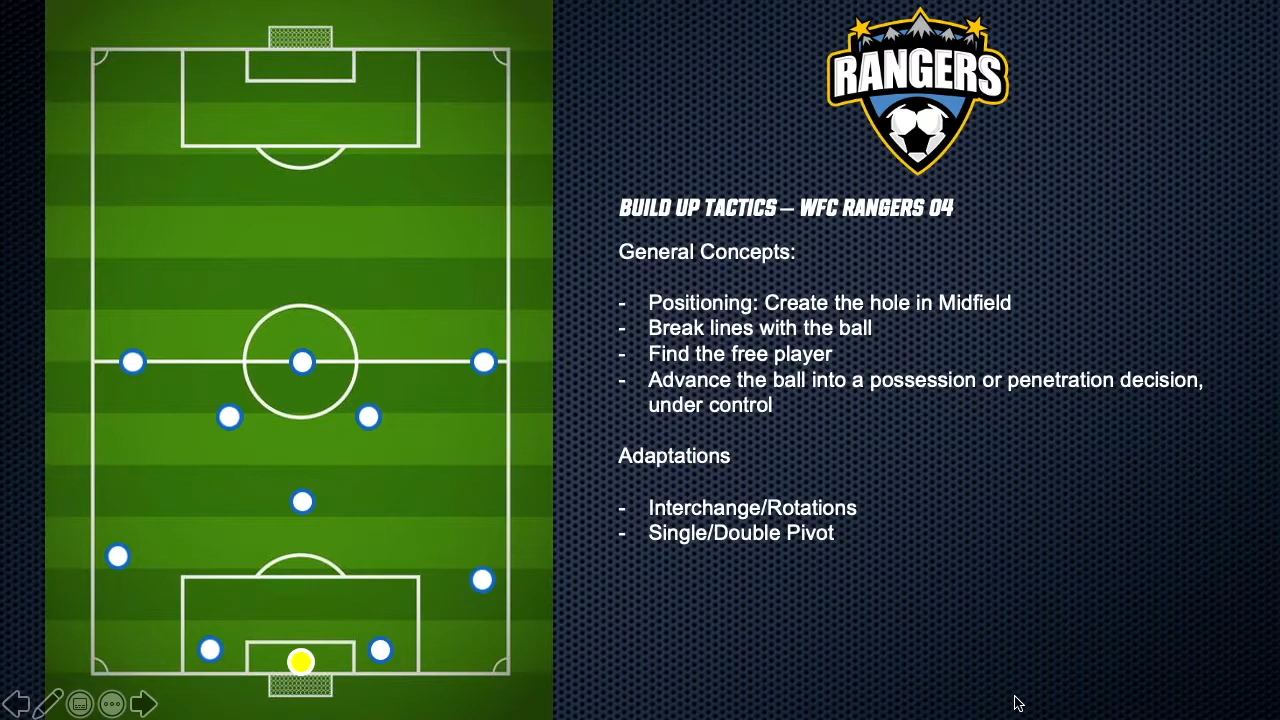 RANGERS
BUILD UP TACTICS – WFC RANGERS 04
General Concepts:
- Positioning: Create the hole in Midfield
- Break lines with the ball
- Find the free player
- Advance the ball into a possession or penetration decision,
under control
Adaptations
- Interchange/Rotations
- Single/Double Pivot